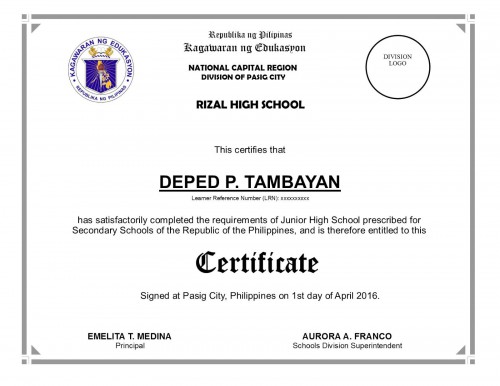 KAGAWARAN NG EDUKASYON
REPUBLIKA NG PILIPINAS
Republika ng Pilipinas
Kagawaran ng Edukasyon
NATIONAL CAPITAL REGION
DIVISION OF PASIG CITY
DIVISION
LOGO
RIZAL HIGH SCHOOL
This certifies that
DEPED P. TAMBAYAN
Learner Reference Number (LRN): xxxxxxxxxx
has satisfactorily completed the requirements of Junior High School prescribed for
Secondary Schools of the Republic of the Philippines, and is therefore entitled to this
Certificate
Signed at Pasig City, Philippines on 1st day of April 2016.
EMELITA T. MEDINA
Principal
AURORA A. FRANCO
Schools Division Superintendent